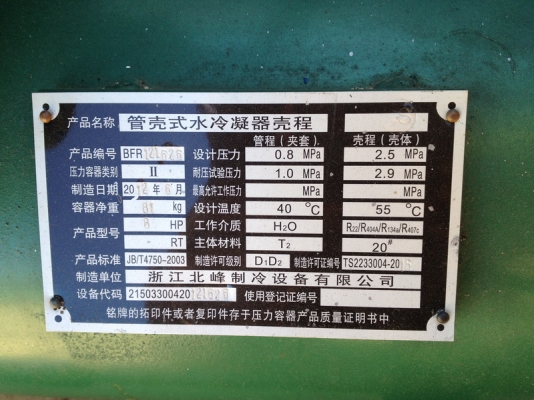 产品名称 管壳式水冷凝器壳程
管程(夹套) 壳程(壳体)
产品编号 BFR121626 设计压力 0.8 MPa 2.5 MPa
压力容器类别 II 耐压试验压力 1.0 MPa 2.9 MPa
制造日期 2012年6月 最高允许工作压力 MPa MPa
容器净重 81 kg 设计温度 40 ℃ 55 ℃
产品型号 HP 工作介质 H₂O R22/R404A/R134a/R407c
RT 主体材料 T₂ 20#
产品标准 JB/T4750-2003 制造许可级别 D₁D₂ 制造许可证编号 TS2233004-20
制造单位 浙江北峰制冷设备有限公司
设备代码 21503300420121626 使用登记证编号
铭牌的拓印件或者复印件存于压力容器产品质量证明书中